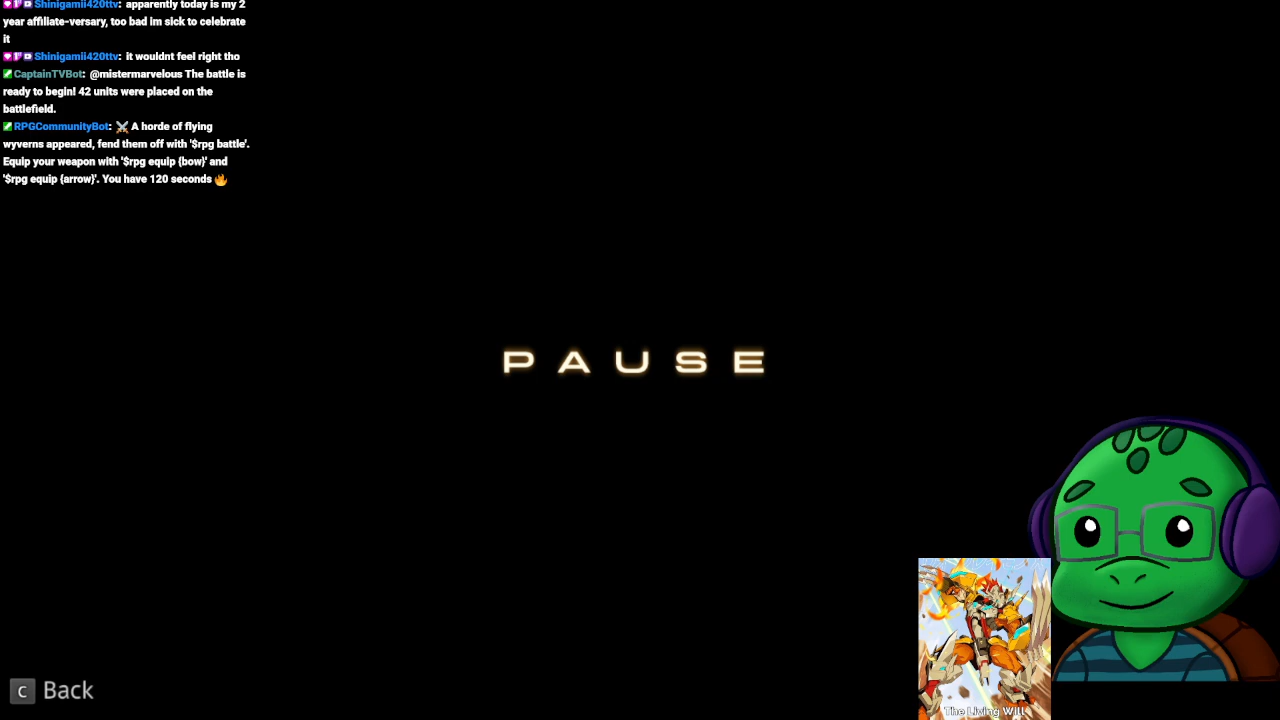 Shinigamii420ttv: apparently today is my 2
year affiliate-versary, too bad im sick to celebrate
it
Shinigamii420ttv: it wouldnt feel right tho
CaptainTVBot: @mistermarvelous The battle is
ready to begin! 42 units were placed on the
battlefield.
RPGCommunityBot: ⚔️ A horde of flying
wyverns appeared, fend them off with '$rpg battle'.
Equip your weapon with '$rpg equip {bow}' and
'$rpg equip {arrow}'. You have 120 seconds 🔥
PAUSE
The Living Will
C Back